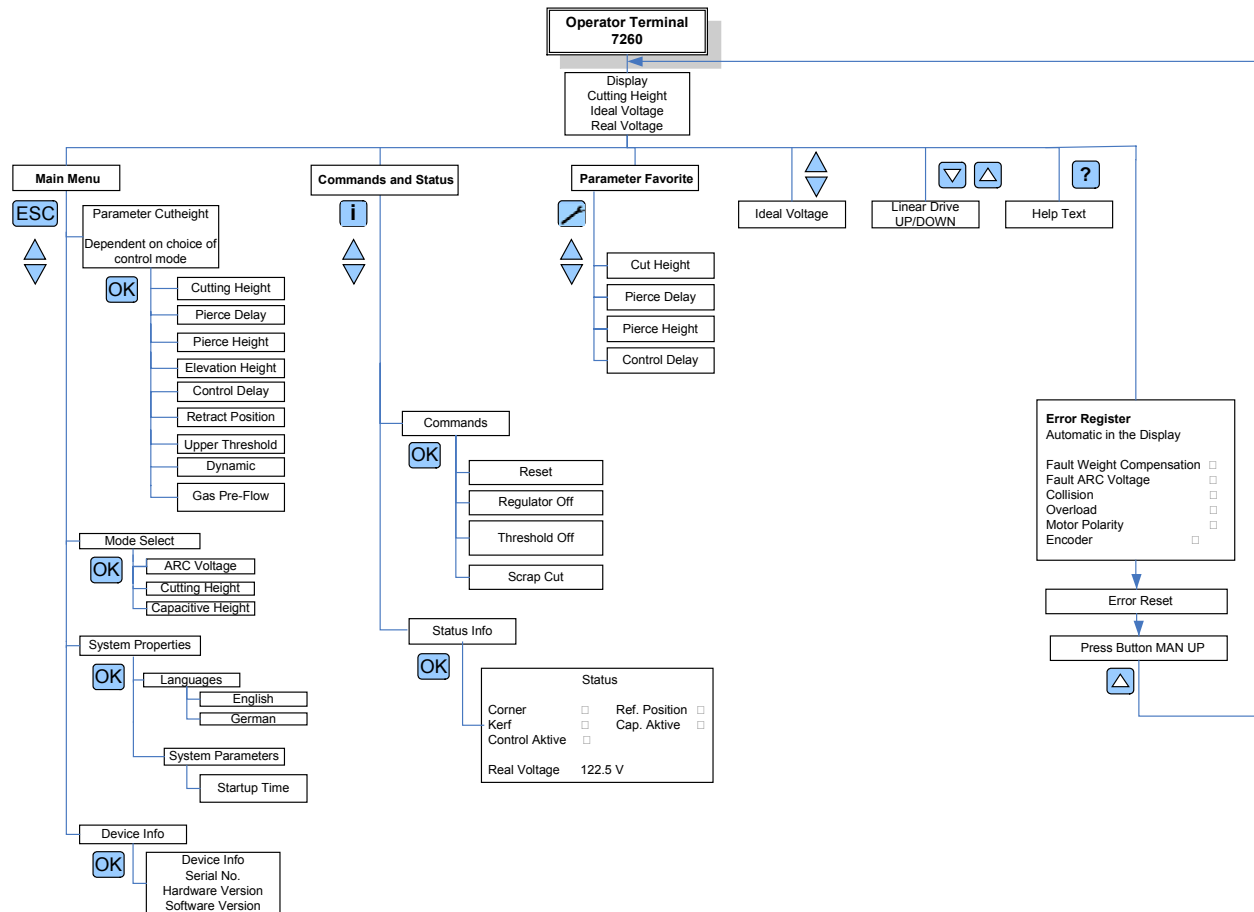 Operator Terminal
7260
Display
Cutting Height
Ideal Voltage
Real Voltage
Main Menu
ESC
Parameter Cutheight
Dependent on choice of
control mode
OK
Cutting Height
Pierce Delay
Pierce Height
Elevation Height
Control Delay
Retract Position
Upper Threshold
Dynamic
Gas Pre-Flow
Mode Select
OK
ARC Voltage
Cutting Height
Capacitive Height
System Properties
OK
Languages
English
German
System Parameters
Startup Time
Device Info
OK
Device Info
Serial No.
Hardware Version
Software Version
Commands and Status
i
Commands
OK
Reset
Regulator Off
Threshold Off
Scrap Cut
Status Info
OK
Status
Corner Ref. Position
Kerf Cap. Aktive
Control Aktive
Real Voltage 122.5 V
Parameter Favorite
Cut Height
Pierce Delay
Pierce Height
Control Delay
Ideal Voltage
Linear Drive
UP/DOWN
?
Help Text
Error Register
Automatic in the Display
Fault Weight Compensation
Fault ARC Voltage
Collision
Overload
Motor Polarity
Encoder
Error Reset
Press Button MAN UP